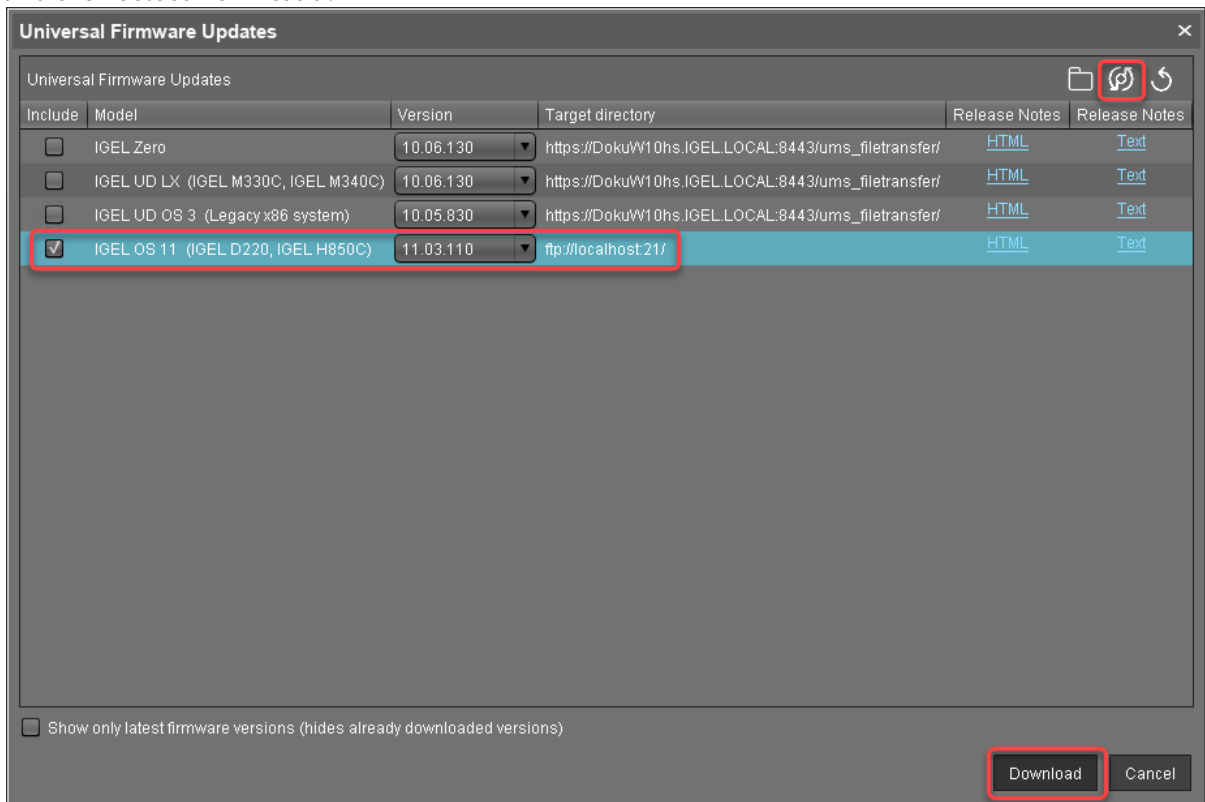 Universal Firmware Updates
Universal Firmware Updates
Include Model Version Target directory Release Notes Release Notes
IGEL Zero 10.06.130 https://DokuW10hs.IGEL.LOCAL:8443/ums_filetransfer/ HTML Text
IGEL UD LX (IGEL M330C, IGEL M340C) 10.06.130 https://DokuW10hs.IGEL.LOCAL:8443/ums_filetransfer/ HTML Text
IGEL UD OS 3 (Legacy x86 system) 10.05.830 https://DokuW10hs.IGEL.LOCAL:8443/ums_filetransfer/ HTML Text
IGEL OS 11 (IGEL D220, IGEL H850C) 11.03.110 ftp://localhost:21/ HTML Text
Show only latest firmware versions (hides already downloaded versions)
Download Cancel